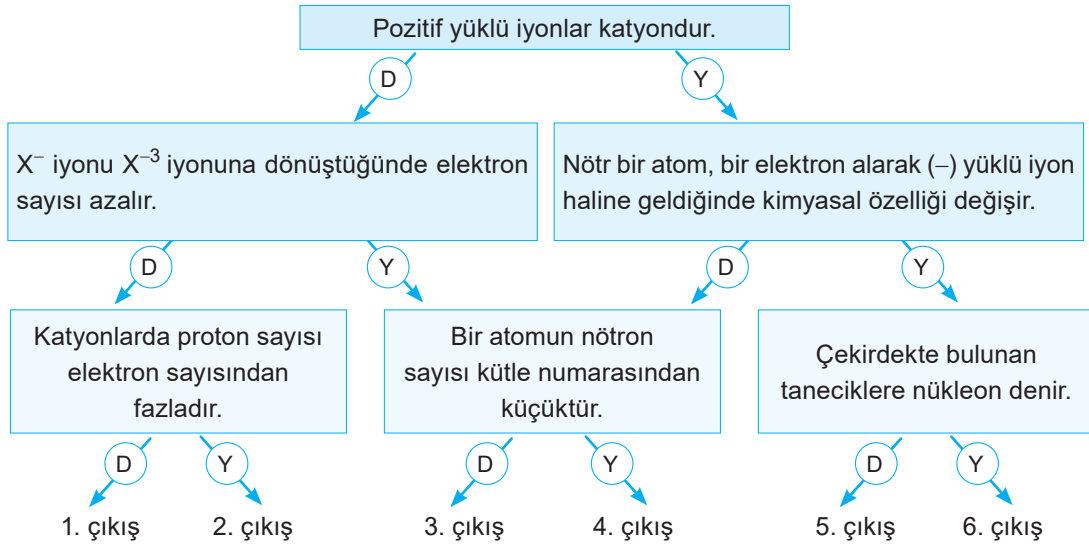 Pozitif yüklü iyonlar katyondur.
D
Y
X⁻ iyonu X⁻³ iyonuna dönüştüğünde elektron
sayısı azalır.
Nötr bir atom, bir elektron alarak (–) yüklü iyon
haline geldiğinde kimyasal özelliği değişir.
D
Y
D
Y
Katyonlarda proton sayısı
elektron sayısından
fazladır.
Bir atomun nötron
sayısı kütle numarasından
küçüktür.
Çekirdekte bulunan
taneciklere nükleon denir.
D
Y
D
Y
D
Y
1. çıkış
2. çıkış
3. çıkış
4. çıkış
5. çıkış
6. çıkış